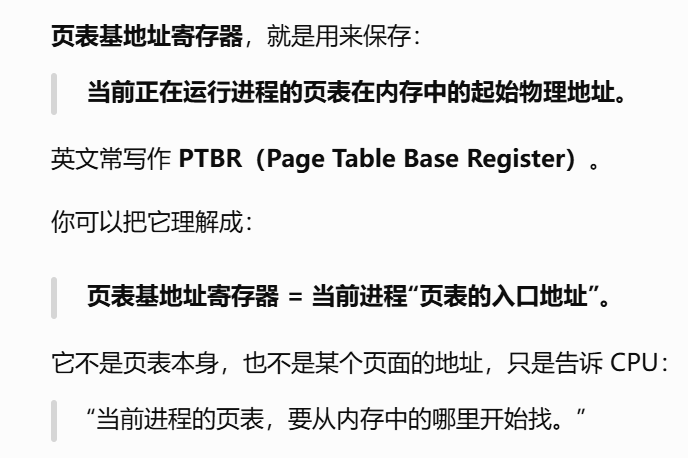 页表基地址寄存器，就是用来保存：
当前正在运行进程的页表在内存中的起始物理地址。
英文常写作 PTBR（Page Table Base Register）。
你可以把它理解成：
页表基地址寄存器 = 当前进程“页表的入口地址”。
它不是页表本身，也不是某个页面的地址，只是告诉 CPU：
“当前进程的页表，要从内存中的哪里开始找。”